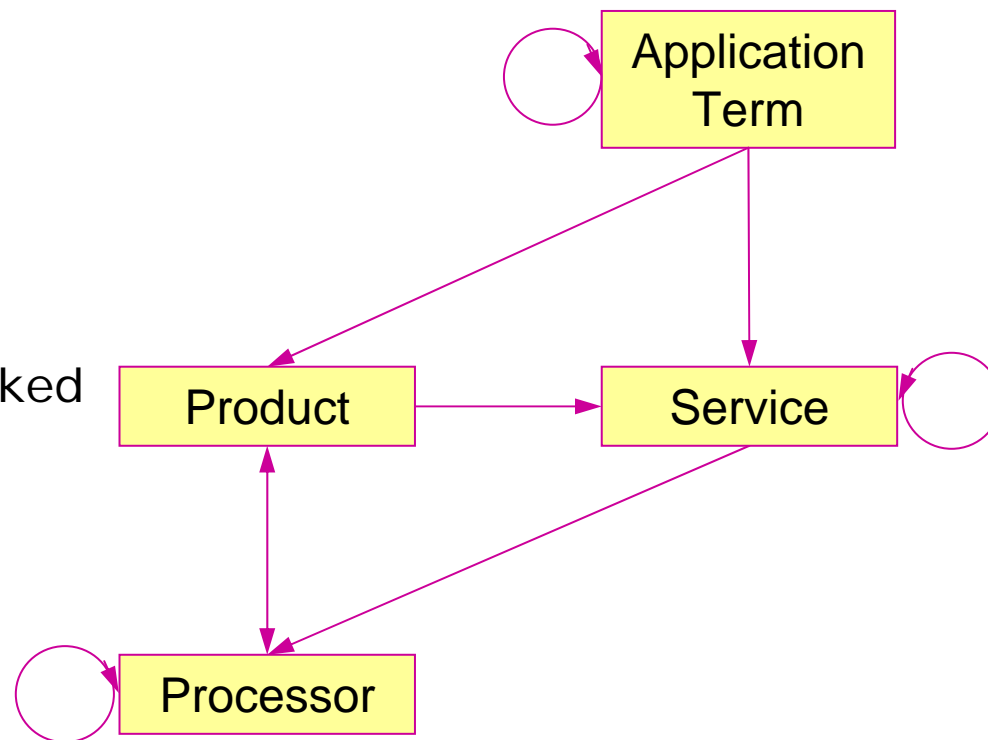 Application
Term
ked
Product
Service
Processor